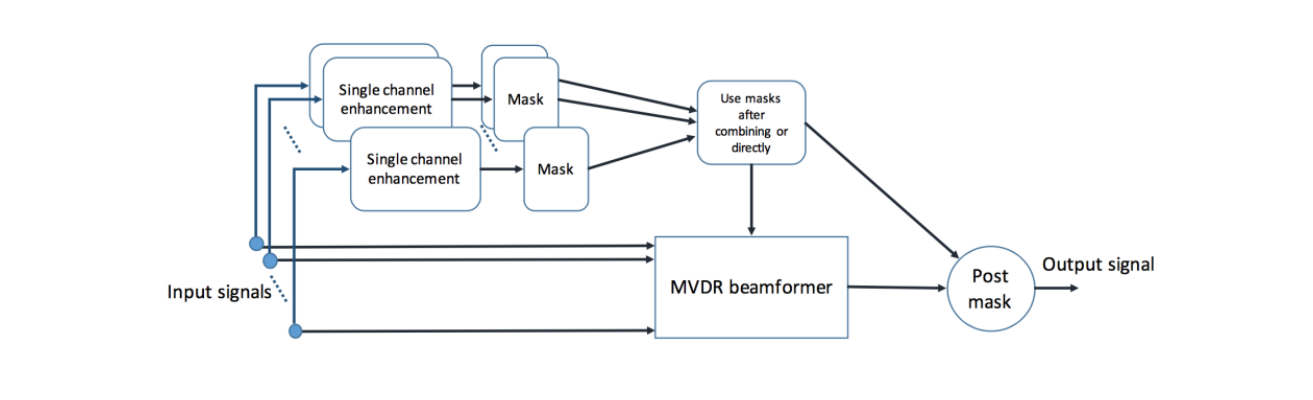 Single channel
enhancement
Mask
Use masks
after
combining or
directly
Single channel
enhancement
Mask
Input signals
MVDR beamformer
Post
mask
Output signal